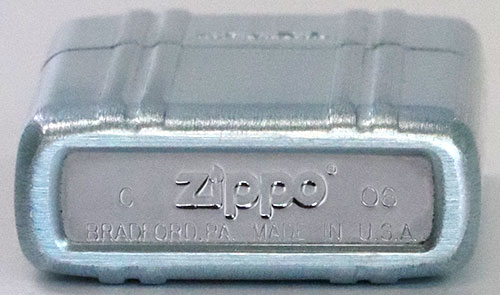 C Zippo® 06
BRADFORD, PA. MADE IN U.S.A.